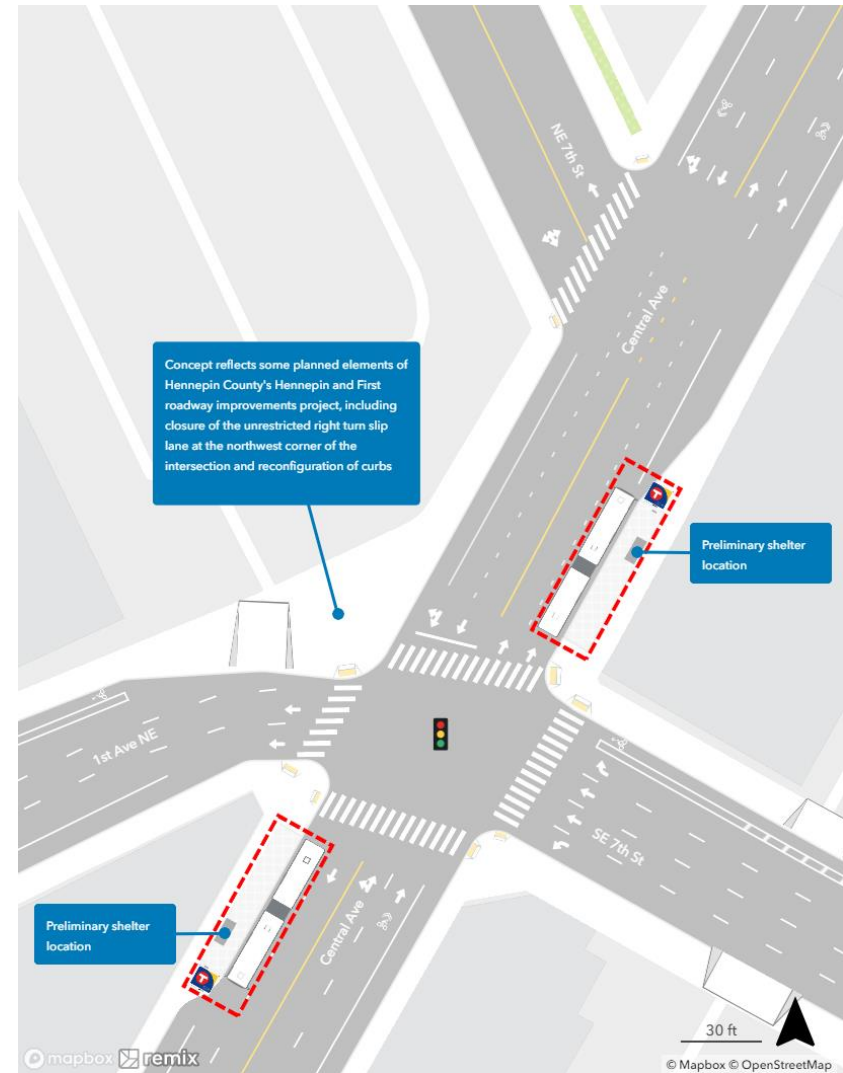 NE 7th St
Central Ave
Concept reflects some planned elements of
Hennepin County's Hennepin and First
roadway improvements project, including
closure of the unrestricted right turn slip
lane at the northwest corner of the
intersection and reconfiguration of curbs
T
Preliminary shelter
location
1st Ave NE
SE 7th St
Preliminary shelter
location
Central Ave
T
30 ft
mapbox remix
© Mapbox © OpenStreetMap